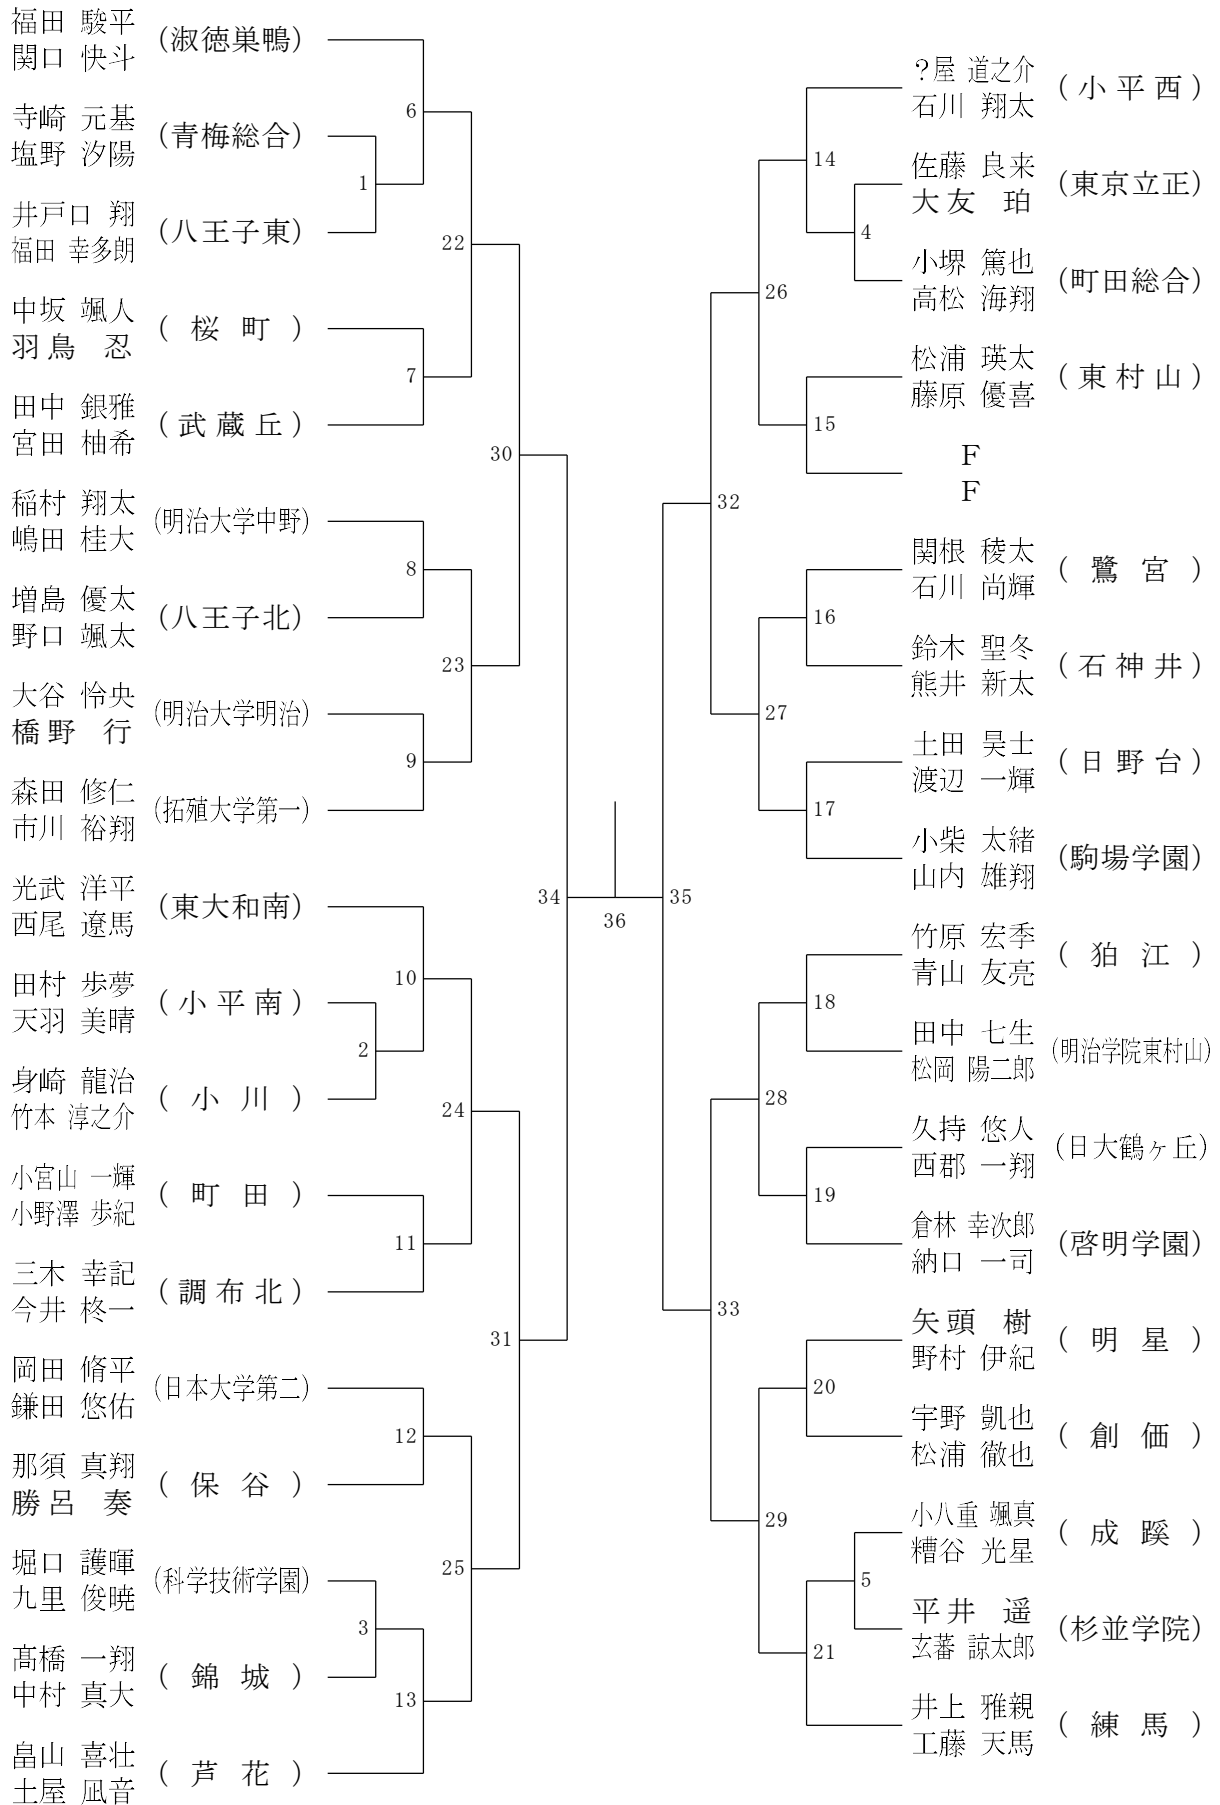 福田 駿平
関口 快斗
(淑徳巣鴨)
寺崎 元基
塩野 汐陽
(青梅総合)
井戸口 翔
福田 幸多朗
(八王子東)
中坂 颯人
羽鳥 忍
(桜町)
田中 銀雅
宮田 柚希
(武蔵丘)
稲村 翔太
嶋田 桂大
(明治大学中野)
増島 優太
野口 颯太
(八王子北)
大谷 怜央
橋野 行
(明治大学明治)
森田 修仁
市川 裕翔
(拓殖大学第一)
光武 洋平
西尾 遼馬
(東大和南)
田村 歩夢
天羽 美晴
(小平南)
身崎 龍治
竹本 淳之介
(小川)
小宮山 一輝
小野澤 歩紀
(町田)
三木 幸記
今井 柊一
(調布北)
岡田 脩平
鎌田 悠佑
(日本大学第二)
那須 真翔
勝呂 奏
(保谷)
堀口 護暉
九里 俊暁
(科学技術学園)
髙橋 一翔
中村 真大
(錦城)
畠山 喜壮
土屋 凪音
(芦花)
6
1
22
7
30
8
23
9
34
10
2
24
11
31
12
25
3
13
36
?屋 道之介
石川 翔太
(小平西)
佐藤 良来
大友 珀
(東京立正)
小堺 篤也
高松 海翔
(町田総合)
松浦 瑛太
藤原 優喜
(東村山)
F
F
関根 稜太
石川 尚輝
(鷺宮)
鈴木 聖冬
熊井 新太
(石神井)
土田 昊士
渡辺 一輝
(日野台)
小柴 太緒
山内 雄翔
(駒場学園)
竹原 宏季
青山 友亮
(狛江)
田中 七生
松岡 陽二郎
(明治学院東村山)
久持 悠人
西郡 一翔
(日大鶴ヶ丘)
倉林 幸次郎
納口 一司
(啓明学園)
矢頭 樹
野村 伊紀
(明星)
宇野 凱也
松浦 徹也
(創価)
小八重 颯真
糟谷 光星
(成蹊)
平井 遥
玄蕃 諒太郎
(杉並学院)
井上 雅親
工藤 天馬
(練馬)
14
4
26
15
32
16
27
17
35
18
28
19
33
20
29
5
21